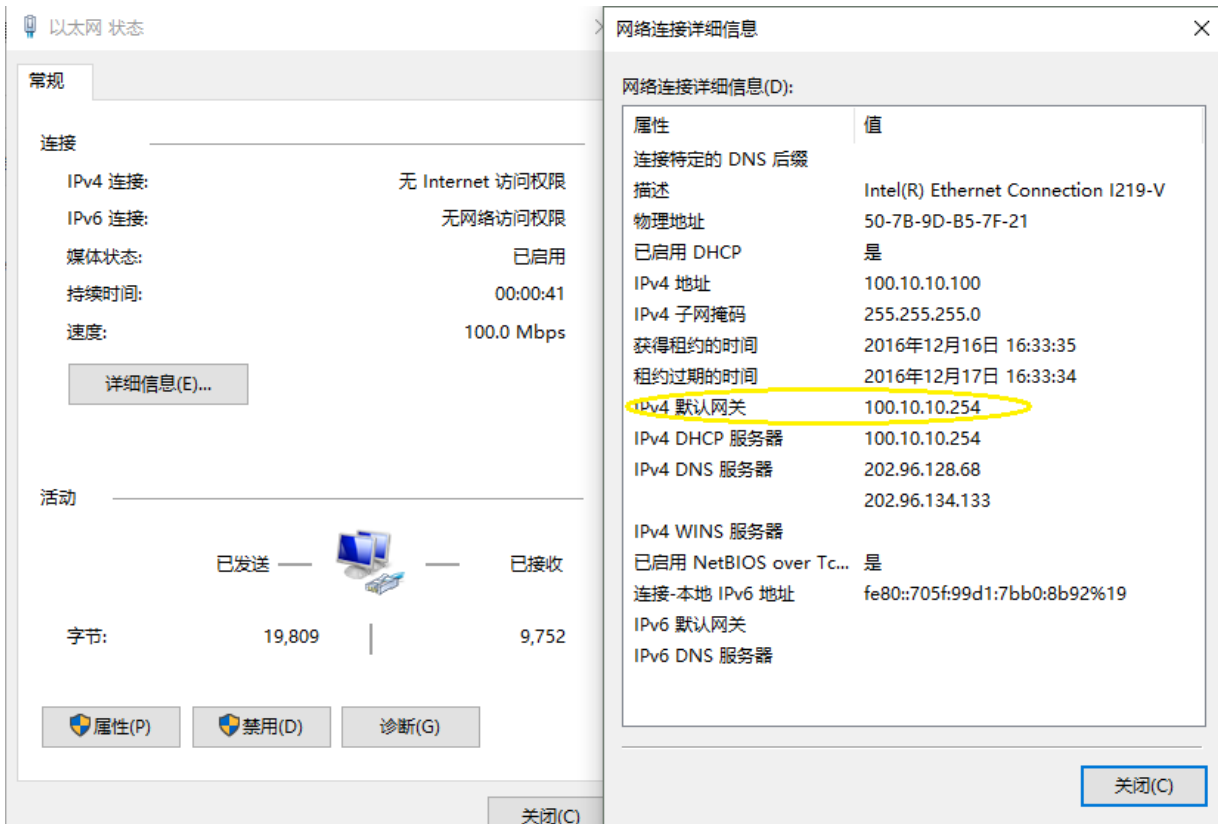 以太网 状态
常规
连接
IPv4 连接: 无 Internet 访问权限
IPv6 连接: 无网络访问权限
媒体状态: 已启用
持续时间: 00:00:41
速度: 100.0 Mbps
详细信息(E)...
活动
已发送 已接收
字节: 19,809 9,752
属性(P) 禁用(D) 诊断(G)
关闭(C)
网络连接详细信息
网络连接详细信息(D):
属性 值
连接特定的 DNS 后缀
描述 Intel(R) Ethernet Connection I219-V
物理地址 50-7B-9D-B5-7F-21
已启用 DHCP 是
IPv4 地址 100.10.10.100
IPv4 子网掩码 255.255.255.0
获得租约的时间 2016年12月16日 16:33:35
租约过期的时间 2016年12月17日 16:33:34
IPv4 默认网关 100.10.10.254
IPv4 DHCP 服务器 100.10.10.254
IPv4 DNS 服务器 202.96.128.68
202.96.134.133
IPv4 WINS 服务器
已启用 NetBIOS over Tc... 是
连接-本地 IPv6 地址 fe80::705f:99d1:7bb0:8b92%19
IPv6 默认网关
IPv6 DNS 服务器
关闭(C)